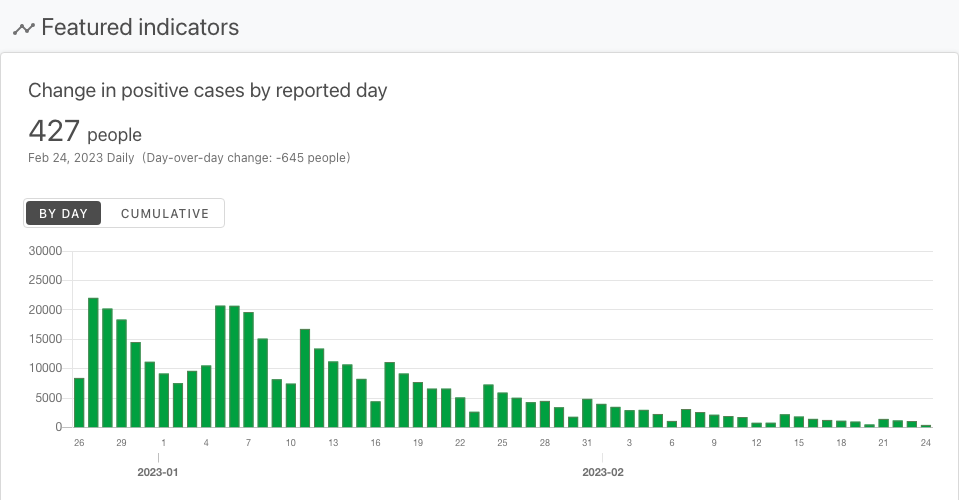 Featured indicators
Change in positive cases by reported day
427 people
Feb 24, 2023 Daily (Day-over-day change: -645 people)
BY DAY CUMULATIVE
30000
25000
20000
15000
10000
5000
0
26 29 1 4 7 10 13 16 19 22 25 28 31 3 6 9 12 15 18 21 24
2023-01 2023-02